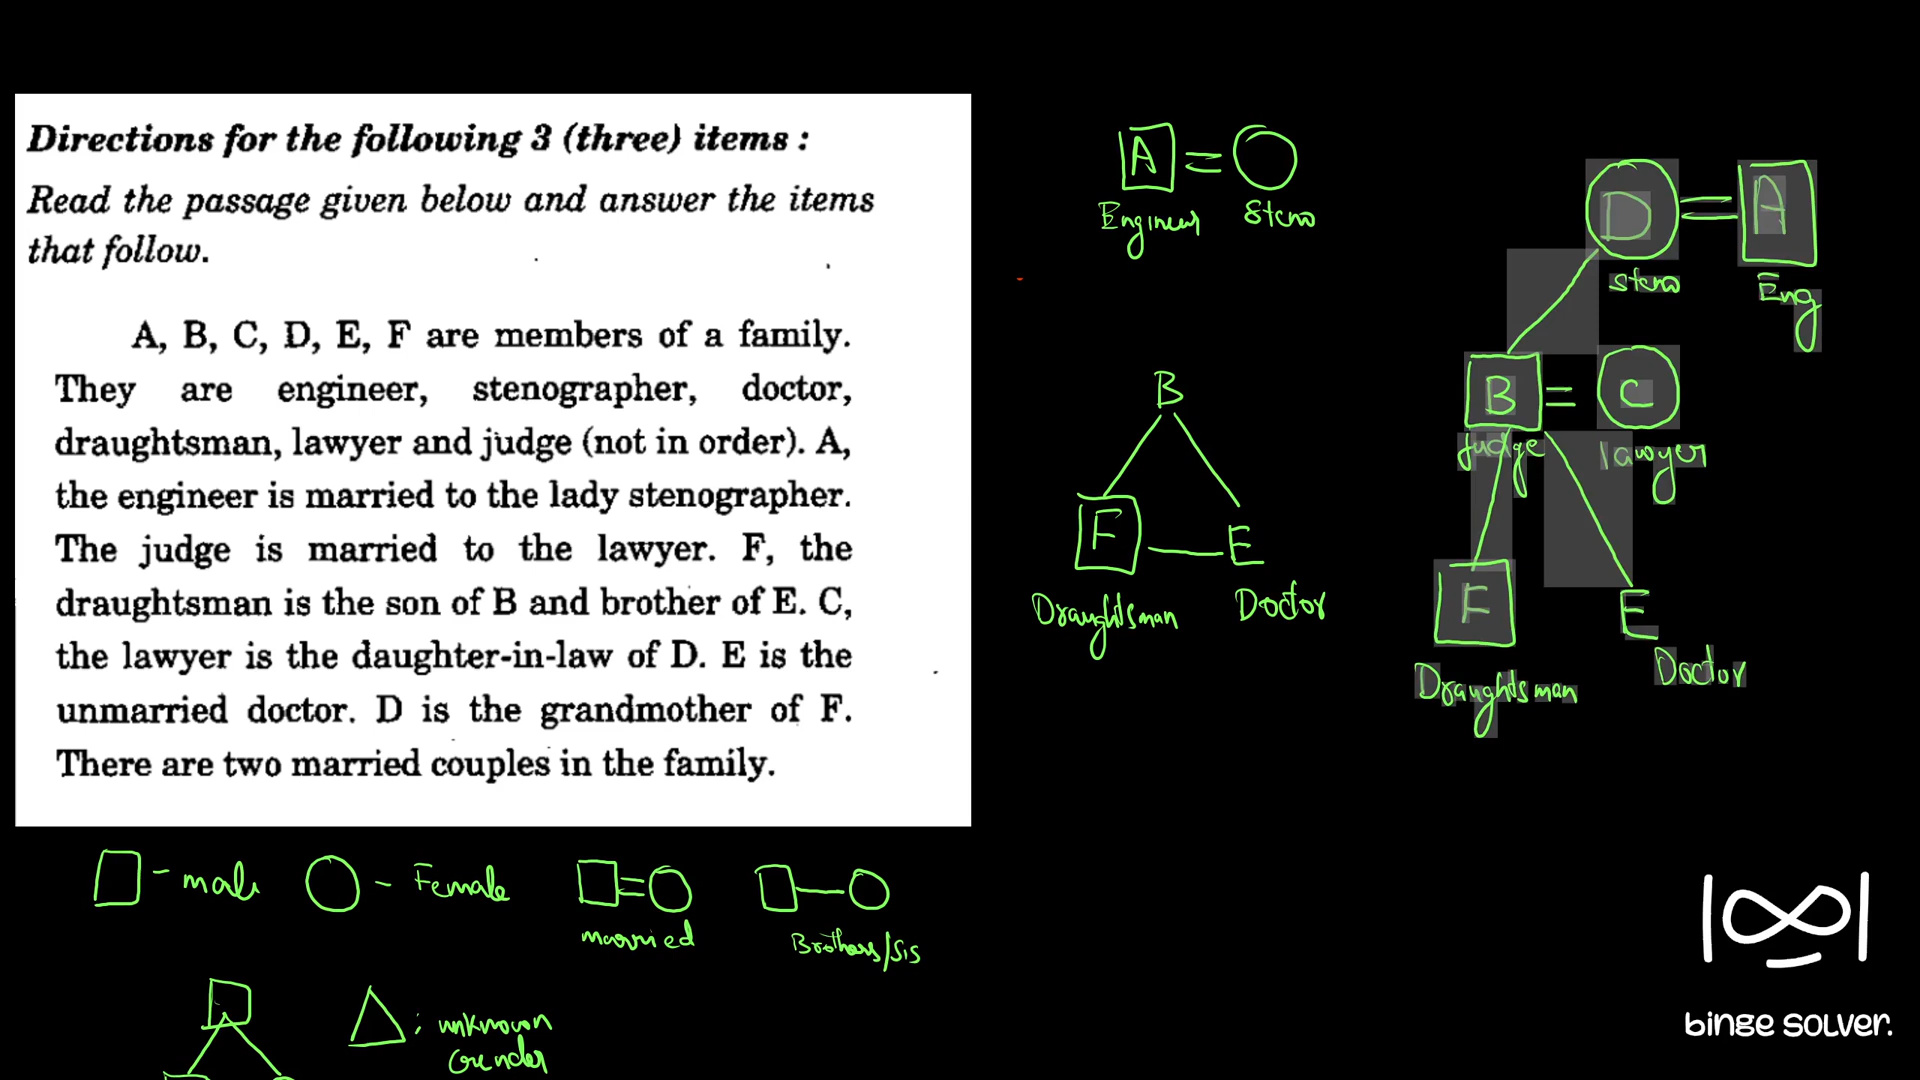 Directions for the following 3 (three) items :
Read the passage given below and answer the items
that follow.
A, B, C, D, E, F are members of a family.
They are engineer, stenographer, doctor,
draughtsman, lawyer and judge (not in order). A,
the engineer is married to the lady stenographer.
The judge is married to the lawyer. F, the
draughtsman is the son of B and brother of E. C,
the lawyer is the daughter-in-law of D. E is the
unmarried doctor. D is the grandmother of F.
There are two married couples in the family.
A =
Engineer Steno
B
F E
Draughtsman Doctor
D = A
Steno Eng
B = C
Judge lawyer
F E
Draughtsman Doctor
- male - Female
married Brothers/Sis
: unknown
Gender
binge solver.